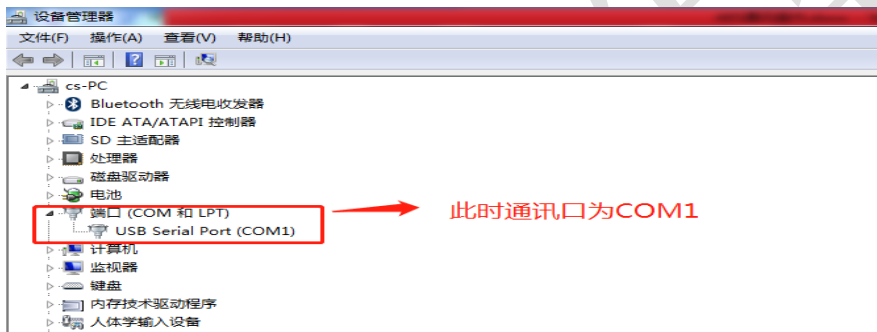 设备管理器
文件(F) 操作(A) 查看(V) 帮助(H)
cs-PC
Bluetooth 无线电收发器
IDE ATA/ATAPI 控制器
SD 主适配器
处理器
磁盘驱动器
电池
端口 (COM 和 LPT)
USB Serial Port (COM1)
此时通讯口为COM1
计算机
监视器
键盘
内存技术驱动程序
人体学输入设备